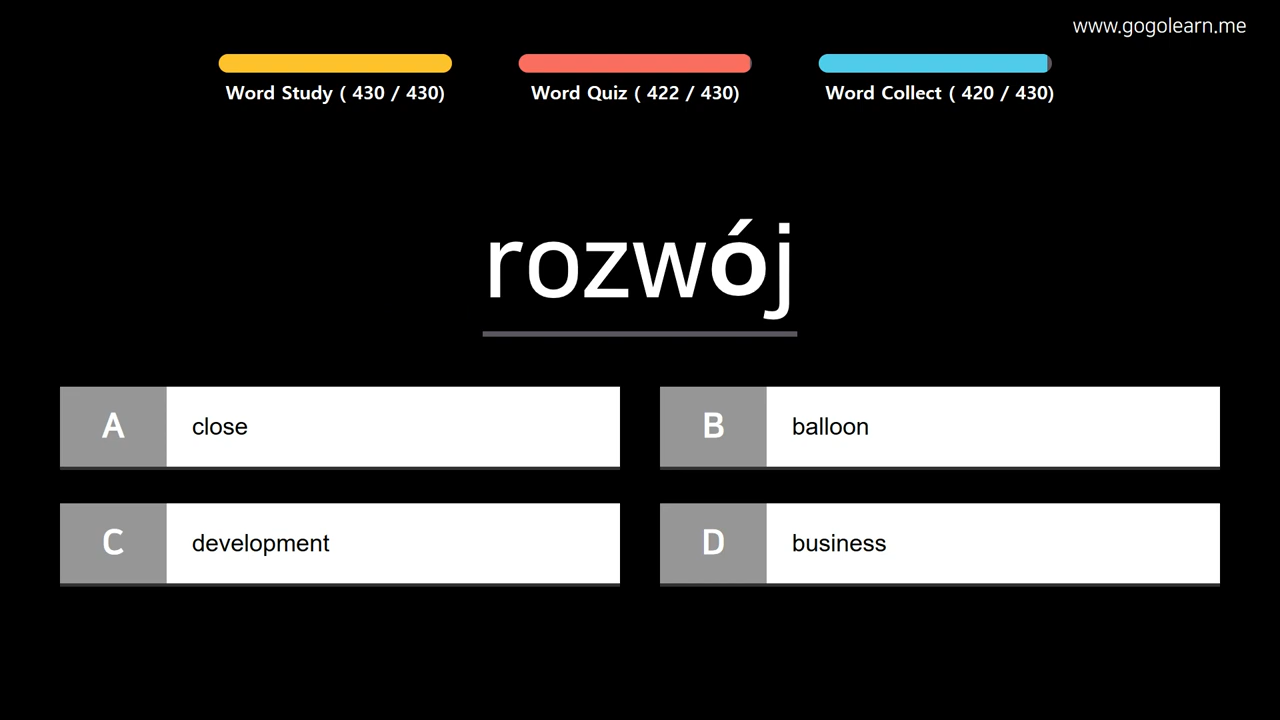 www.gogolearn.me
Word Study ( 430 / 430)
Word Quiz ( 422 / 430)
Word Collect ( 420 / 430)
rozwój
A close
B balloon
C development
D business